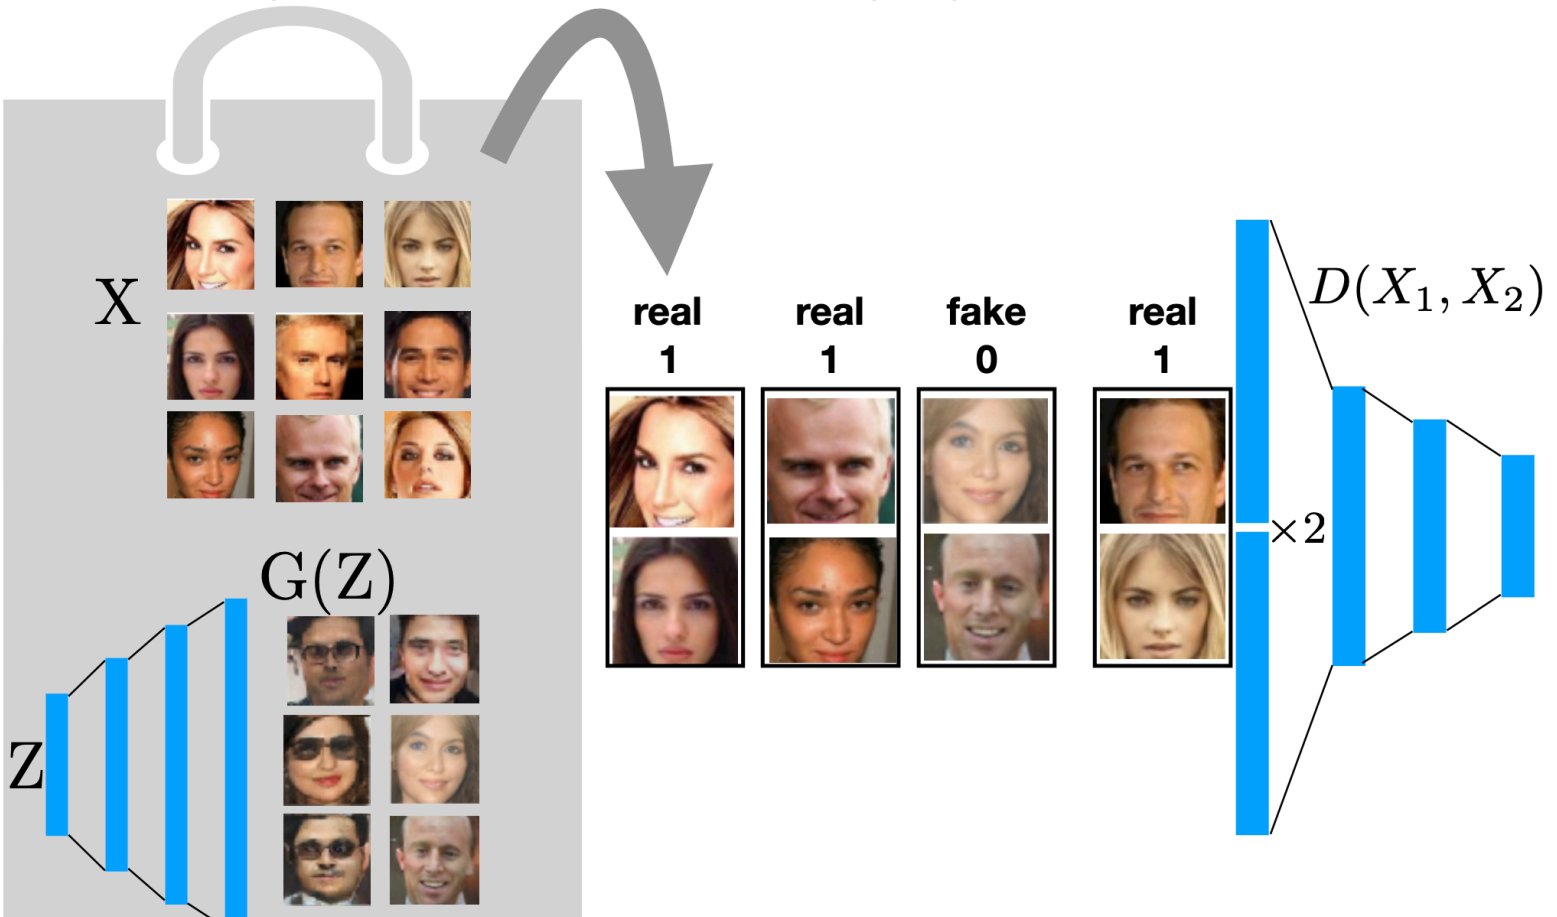 X
G(Z)
Z
real real fake real
1 1 0 1
D(X₁, X₂)
×2